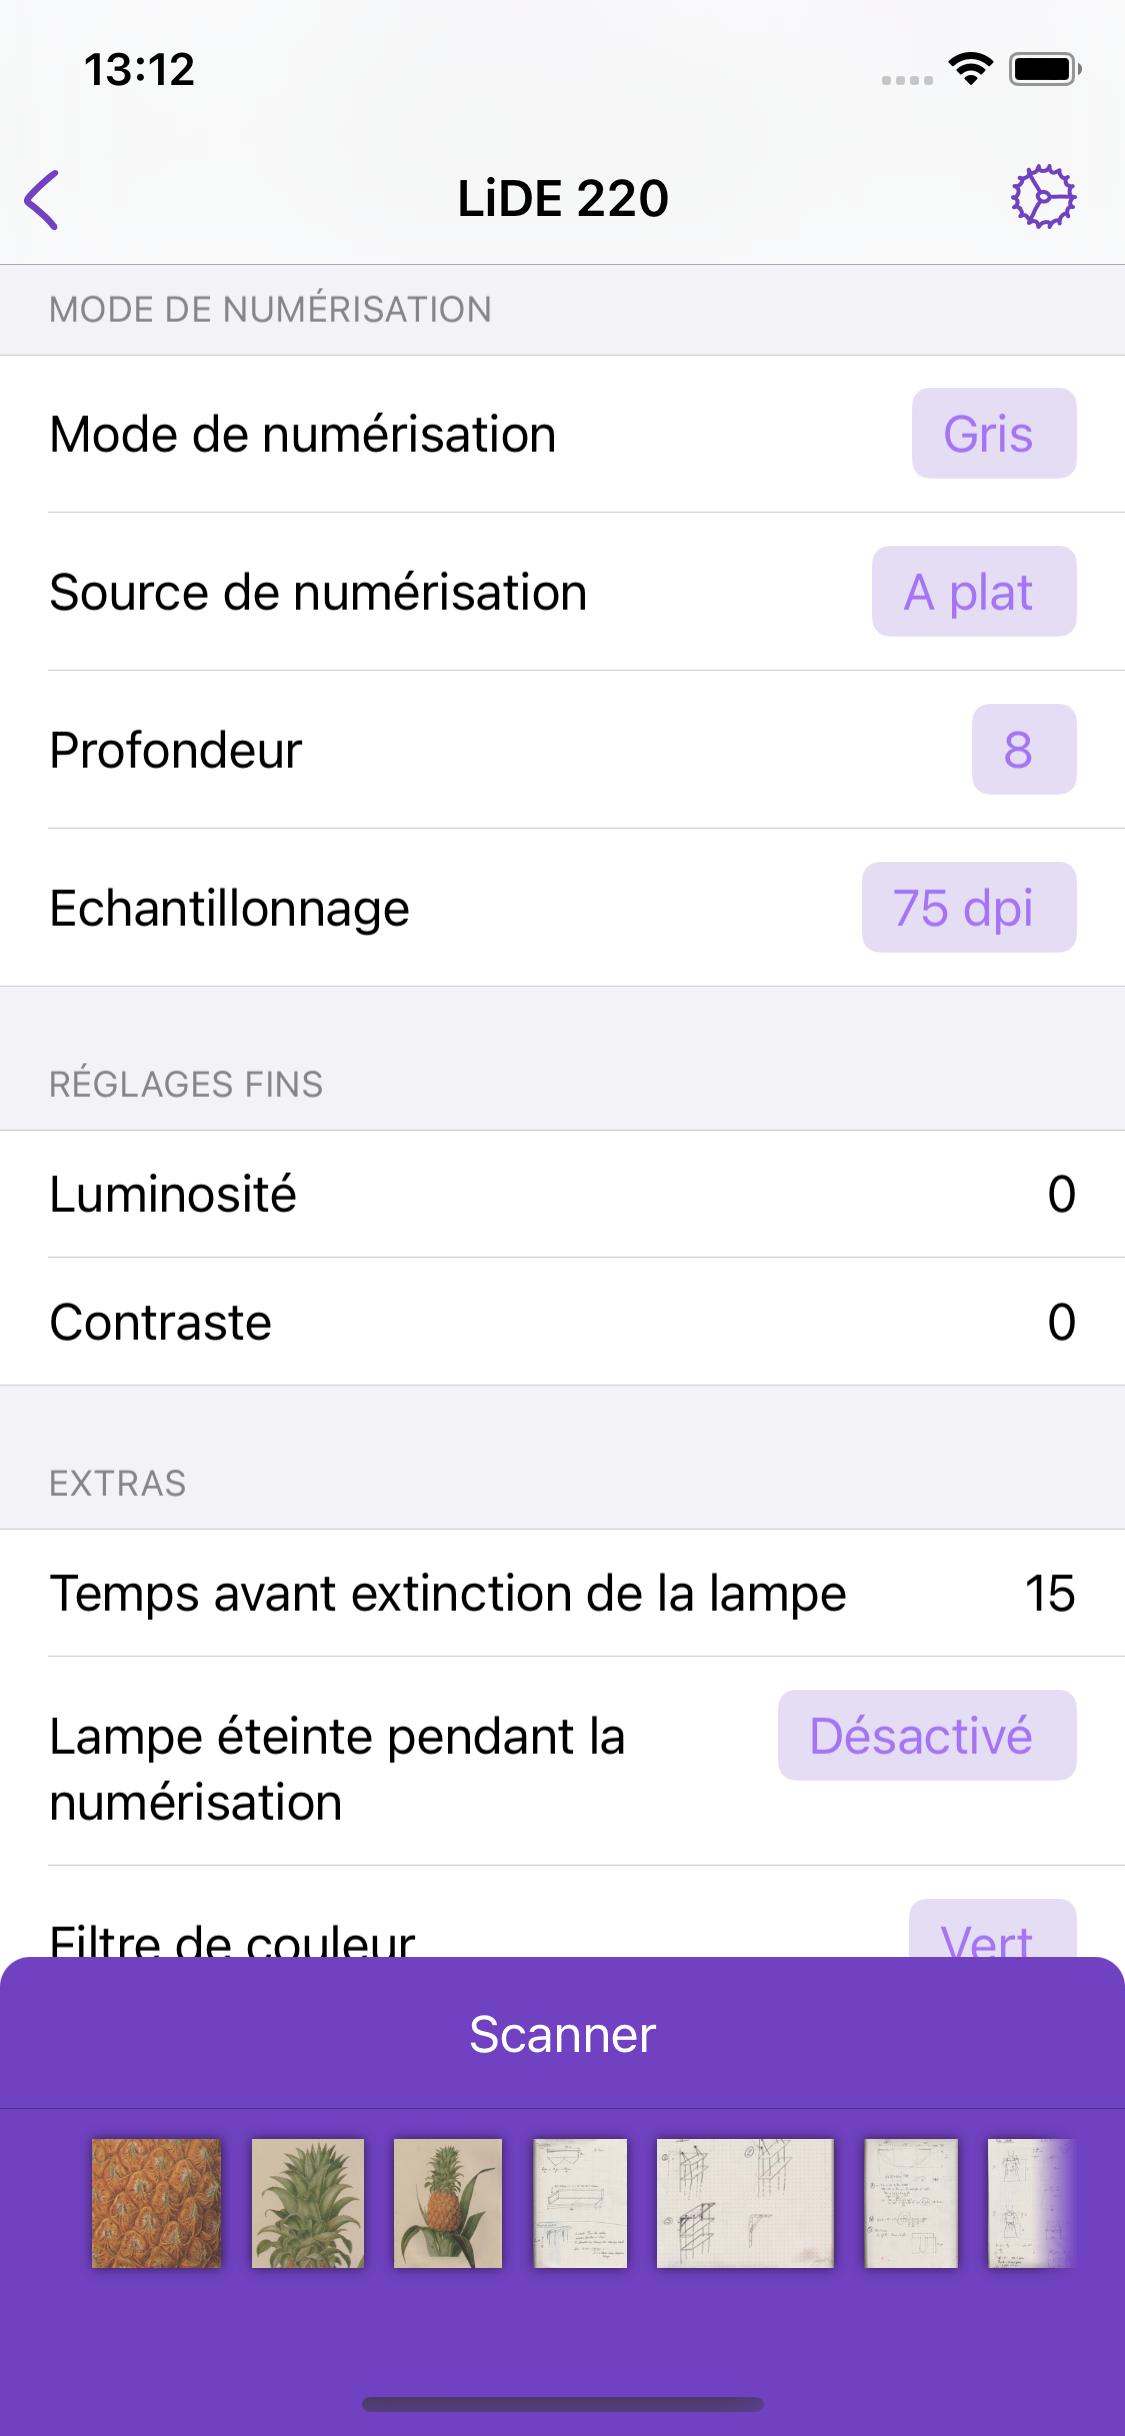 13:12
LiDE 220
MODE DE NUMÉRISATION
Mode de numérisation Gris
Source de numérisation A plat
Profondeur 8
Echantillonnage 75 dpi
RÉGLAGES FINS
Luminosité 0
Contraste 0
EXTRAS
Temps avant extinction de la lampe 15
Lampe éteinte pendant la Désactivé
numérisation
Filtre de couleur Vert
Scanner